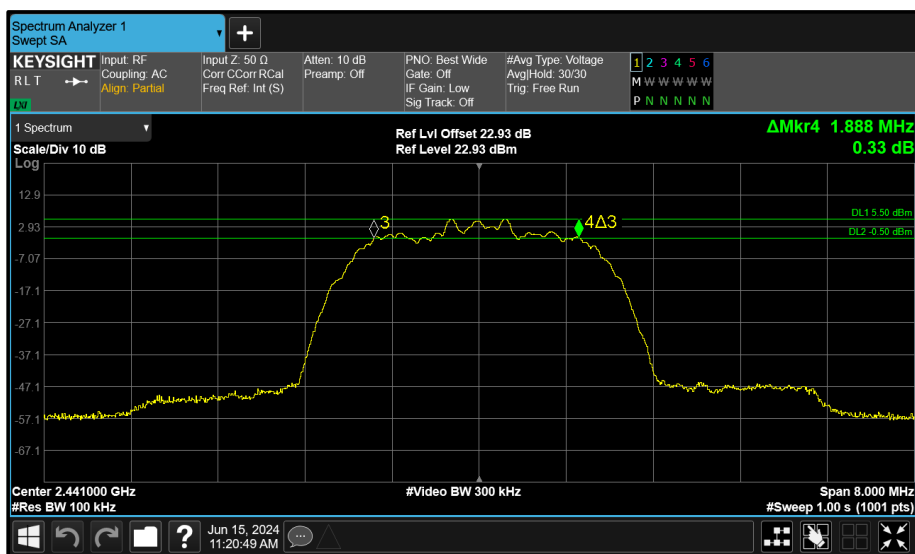 Spectrum Analyzer 1
Swept SA
KEYSIGHT
R L T
LXI
Input: RF
Coupling: AC
Align: Partial
Input Z: 50 Ω
Corr CCorr RCal
Freq Ref: Int (S)
Atten: 10 dB
Preamp: Off
PNO: Best Wide
Gate: Off
IF Gain: Low
Sig Track: Off
#Avg Type: Voltage
Avg|Hold: 30/30
Trig: Free Run
1 2 3 4 5 6
M W W W W W
P N N N N N
1 Spectrum
Scale/Div 10 dB
Log
Ref Lvl Offset 22.93 dB
Ref Level 22.93 dBm
ΔMkr4 1.888 MHz
0.33 dB
12.9
2.93
-7.07
-17.1
-27.1
-37.1
-47.1
-57.1
-67.1
3
4Δ3
DL1 5.50 dBm
DL2 -0.50 dBm
Center 2.441000 GHz
#Res BW 100 kHz
#Video BW 300 kHz
Span 8.000 MHz
#Sweep 1.00 s (1001 pts)
?
Jun 15, 2024
11:20:49 AM